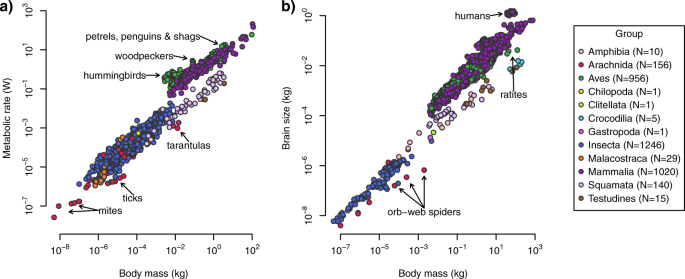 a)
Metabolic rate (W)
10³
10¹
10⁻¹
10⁻³
10⁻⁵
10⁻⁷
petrels, penguins & shags
woodpeckers
hummingbirds
tarantulas
ticks
mites
10⁻⁸ 10⁻⁶ 10⁻⁴ 10⁻² 10⁰ 10²
Body mass (kg)
b)
Brain size (kg)
10⁰
10⁻²
10⁻⁴
10⁻⁶
10⁻⁸
humans
ratites
orb−web spiders
10⁻⁷ 10⁻⁵ 10⁻³ 10⁻¹ 10¹ 10³
Body mass (kg)
Group
Amphibia (N=10)
Arachnida (N=156)
Aves (N=956)
Chilopoda (N=1)
Clitellata (N=1)
Crocodilia (N=5)
Gastropoda (N=1)
Insecta (N=1246)
Malacostraca (N=29)
Mammalia (N=1020)
Squamata (N=140)
Testudines (N=15)